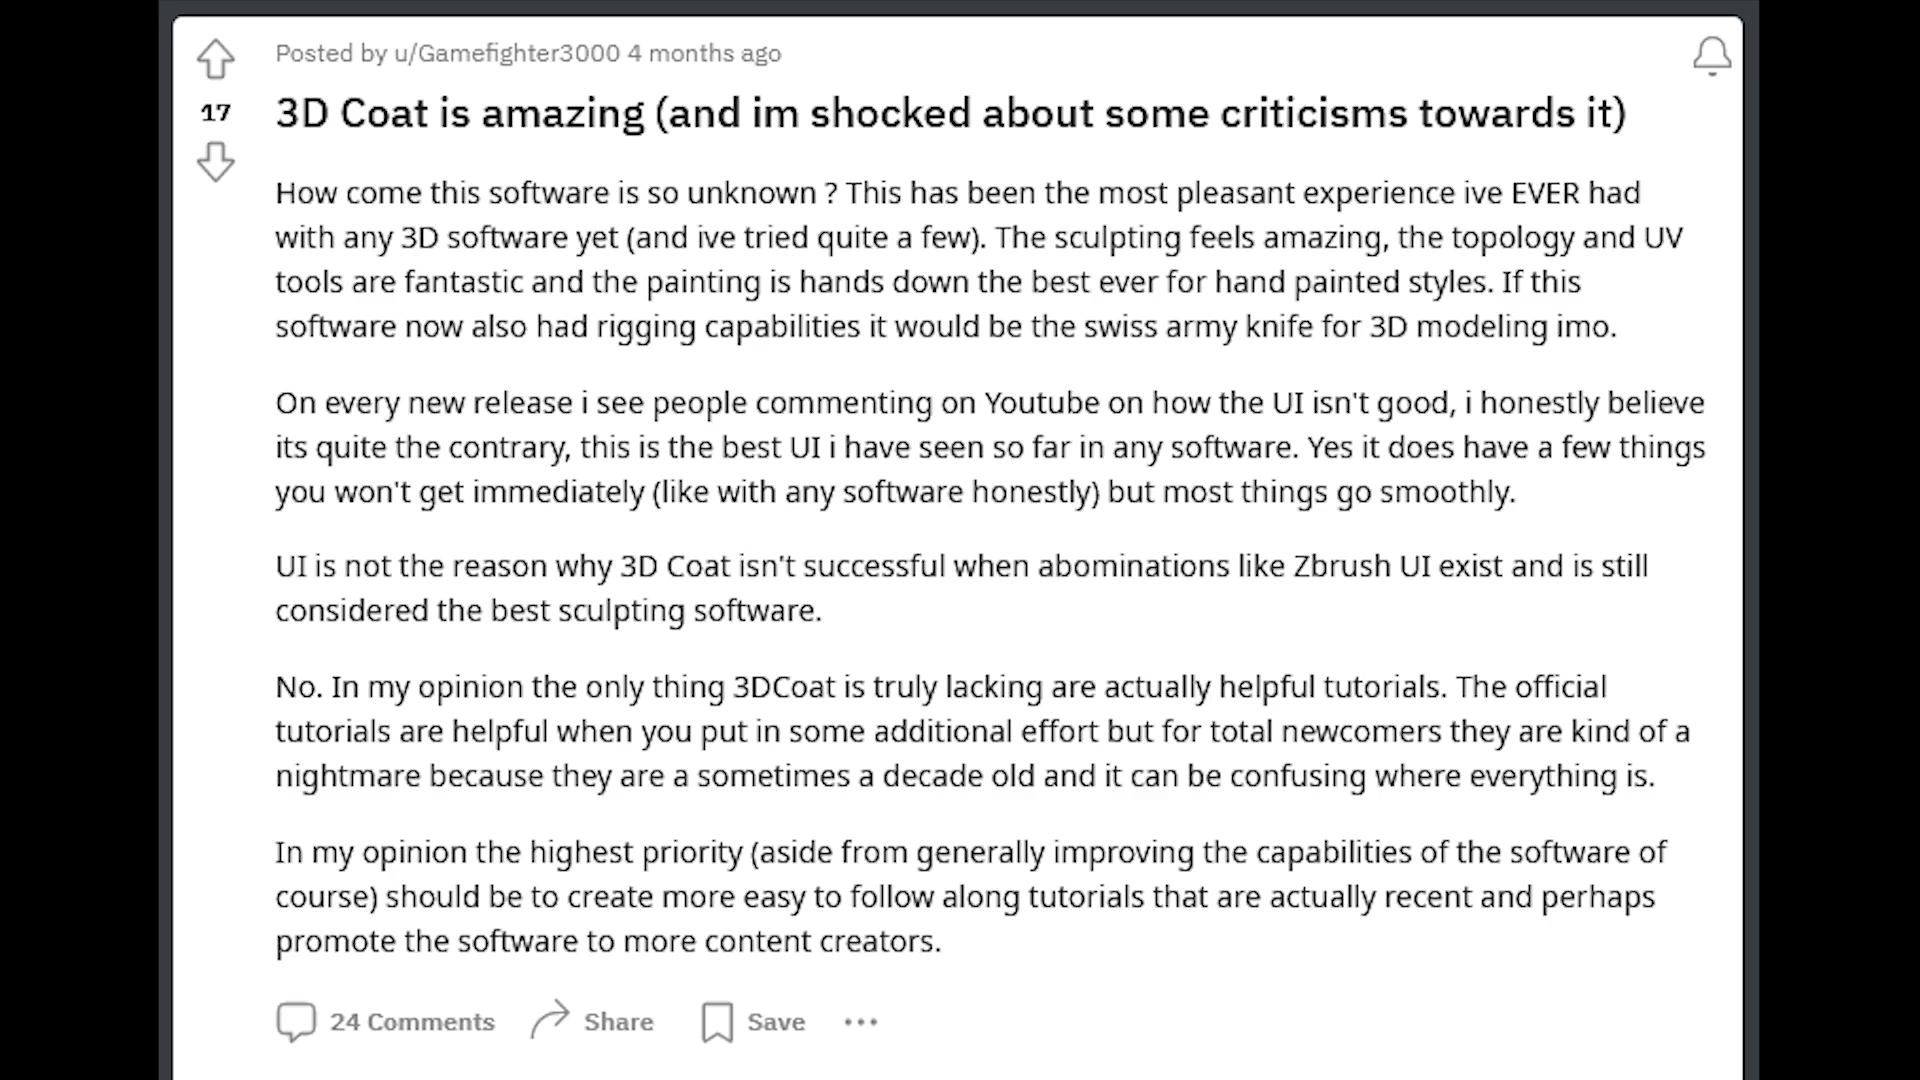 Posted by u/Gamefighter3000 4 months ago
17
3D Coat is amazing (and im shocked about some criticisms towards it)
How come this software is so unknown ? This has been the most pleasant experience ive EVER had
with any 3D software yet (and ive tried quite a few). The sculpting feels amazing, the topology and UV
tools are fantastic and the painting is hands down the best ever for hand painted styles. If this
software now also had rigging capabilities it would be the swiss army knife for 3D modeling imo.
On every new release i see people commenting on Youtube on how the UI isn't good, i honestly believe
its quite the contrary, this is the best UI i have seen so far in any software. Yes it does have a few things
you won't get immediately (like with any software honestly) but most things go smoothly.
UI is not the reason why 3D Coat isn't successful when abominations like Zbrush UI exist and is still
considered the best sculpting software.
No. In my opinion the only thing 3DCoat is truly lacking are actually helpful tutorials. The official
tutorials are helpful when you put in some additional effort but for total newcomers they are kind of a
nightmare because they are a sometimes a decade old and it can be confusing where everything is.
In my opinion the highest priority (aside from generally improving the capabilities of the software of
course) should be to create more easy to follow along tutorials that are actually recent and perhaps
promote the software to more content creators.
24 Comments Share Save